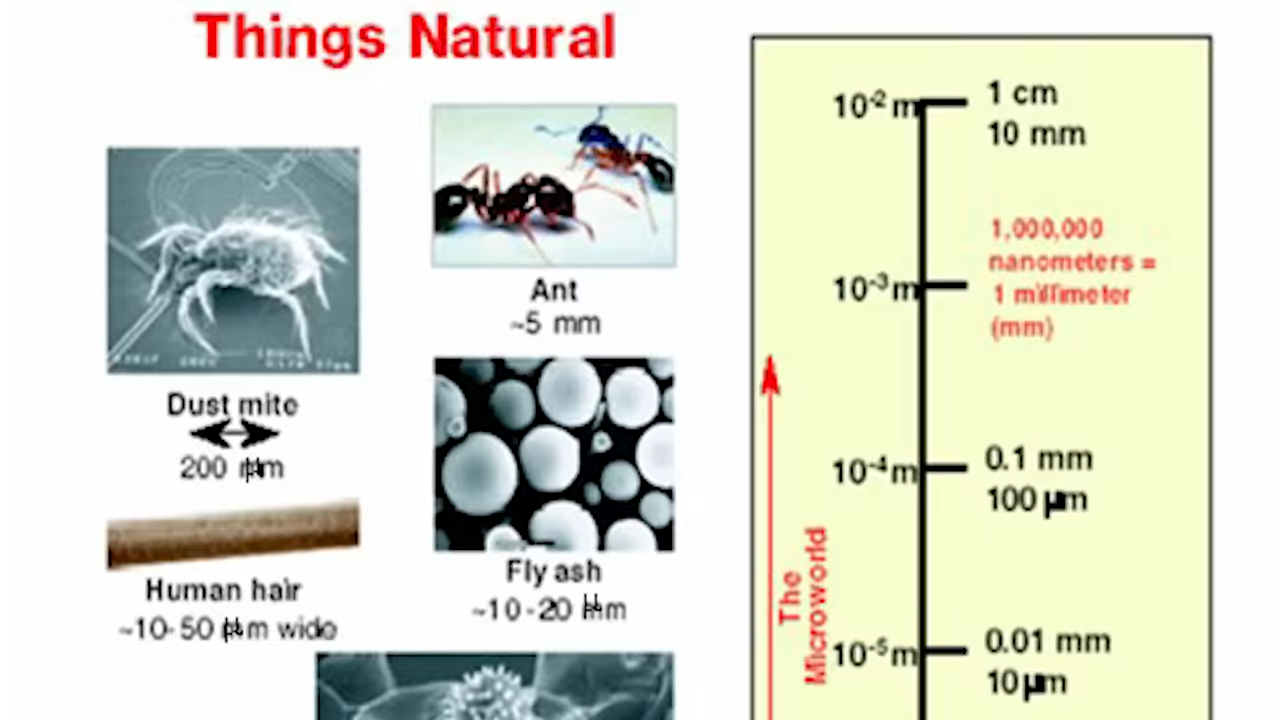 Things Natural
Dust mite
200 μm
Ant
~5 mm
Human hair
~10-50 μm wide
Fly ash
~10-20 μm
10-2 m
1 cm
10 mm
1,000,000
nanometers =
1 millimeter
(mm)
10-3 m
10-4 m
0.1 mm
100 μm
The
Microworld
10-5 m
0.01 mm
10 μm